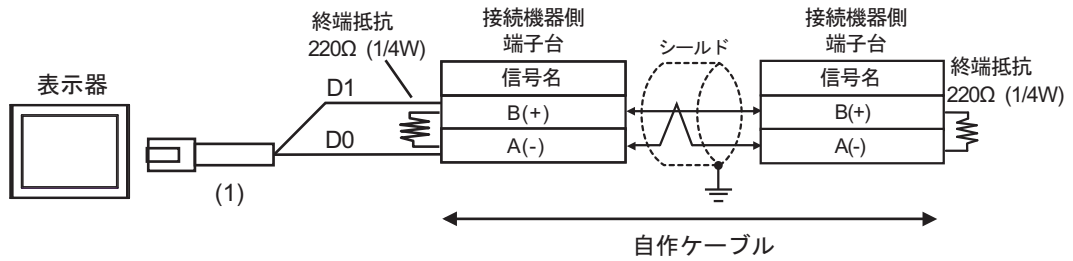 表示器
(1)
終端抵抗
220Ω (1/4W)
D1
D0
接続機器側
端子台
信号名
B(+)
A(-)
シールド
接続機器側
端子台
信号名
B(+)
A(-)
終端抵抗
220Ω (1/4W)
自作ケーブル